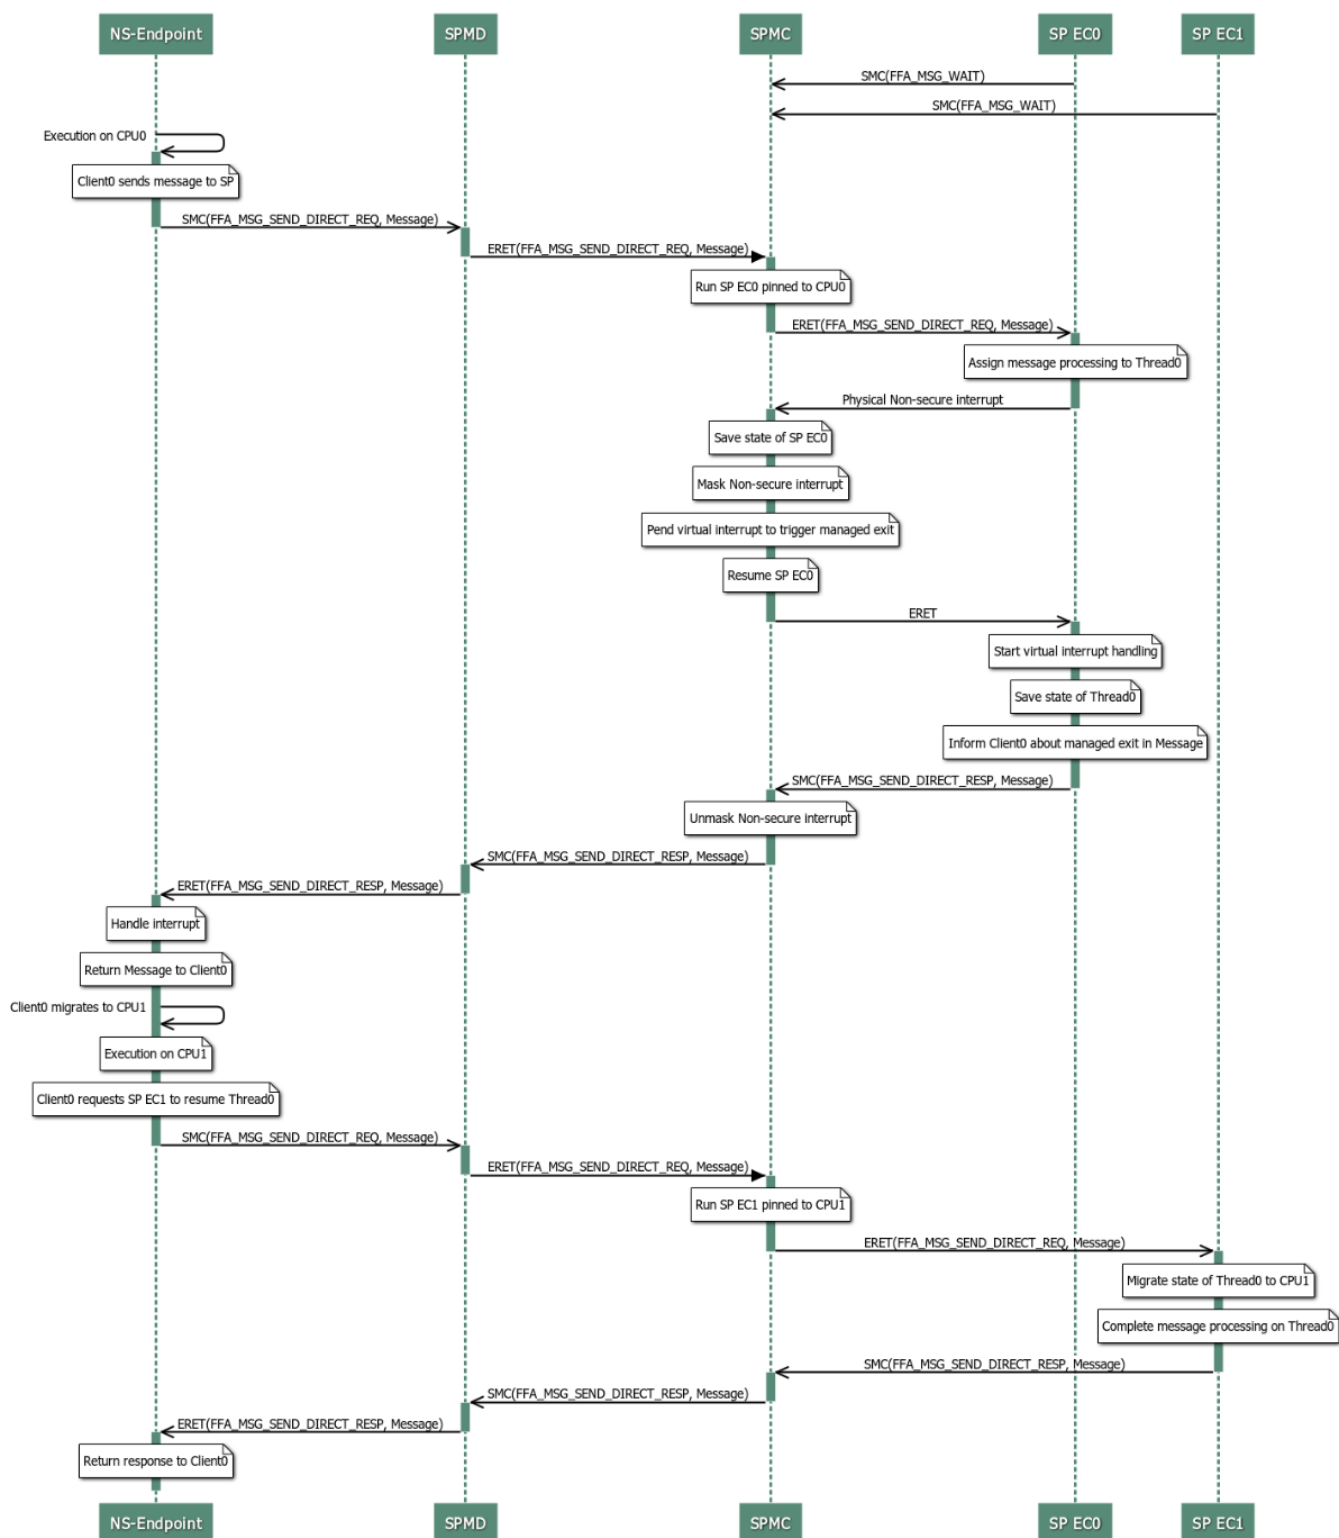 NS-Endpoint SPMD SPMC SP EC0 SP EC1
SMC(FFA_MSG_WAIT)
SMC(FFA_MSG_WAIT)
Execution on CPU0
Client0 sends message to SP
SMC(FFA_MSG_SEND_DIRECT_REQ, Message)
ERET(FFA_MSG_SEND_DIRECT_REQ, Message)
Run SP EC0 pinned to CPU0
ERET(FFA_MSG_SEND_DIRECT_REQ, Message)
Assign message processing to Thread0
Physical Non-secure interrupt
Save state of SP EC0
Mask Non-secure interrupt
Pend virtual interrupt to trigger managed exit
Resume SP EC0
ERET
Start virtual interrupt handling
Save state of Thread0
Inform Client0 about managed exit in Message
SMC(FFA_MSG_SEND_DIRECT_RESP, Message)
Unmask Non-secure interrupt
SMC(FFA_MSG_SEND_DIRECT_RESP, Message)
ERET(FFA_MSG_SEND_DIRECT_RESP, Message)
Handle interrupt
Return Message to Client0
Client0 migrates to CPU1
Execution on CPU1
Client0 requests SP EC1 to resume Thread0
SMC(FFA_MSG_SEND_DIRECT_REQ, Message)
ERET(FFA_MSG_SEND_DIRECT_REQ, Message)
Run SP EC1 pinned to CPU1
ERET(FFA_MSG_SEND_DIRECT_REQ, Message)
Migrate state of Thread0 to CPU1
Complete message processing on Thread0
SMC(FFA_MSG_SEND_DIRECT_RESP, Message)
SMC(FFA_MSG_SEND_DIRECT_RESP, Message)
ERET(FFA_MSG_SEND_DIRECT_RESP, Message)
Return response to Client0
NS-Endpoint SPMD SPMC SP EC0 SP EC1